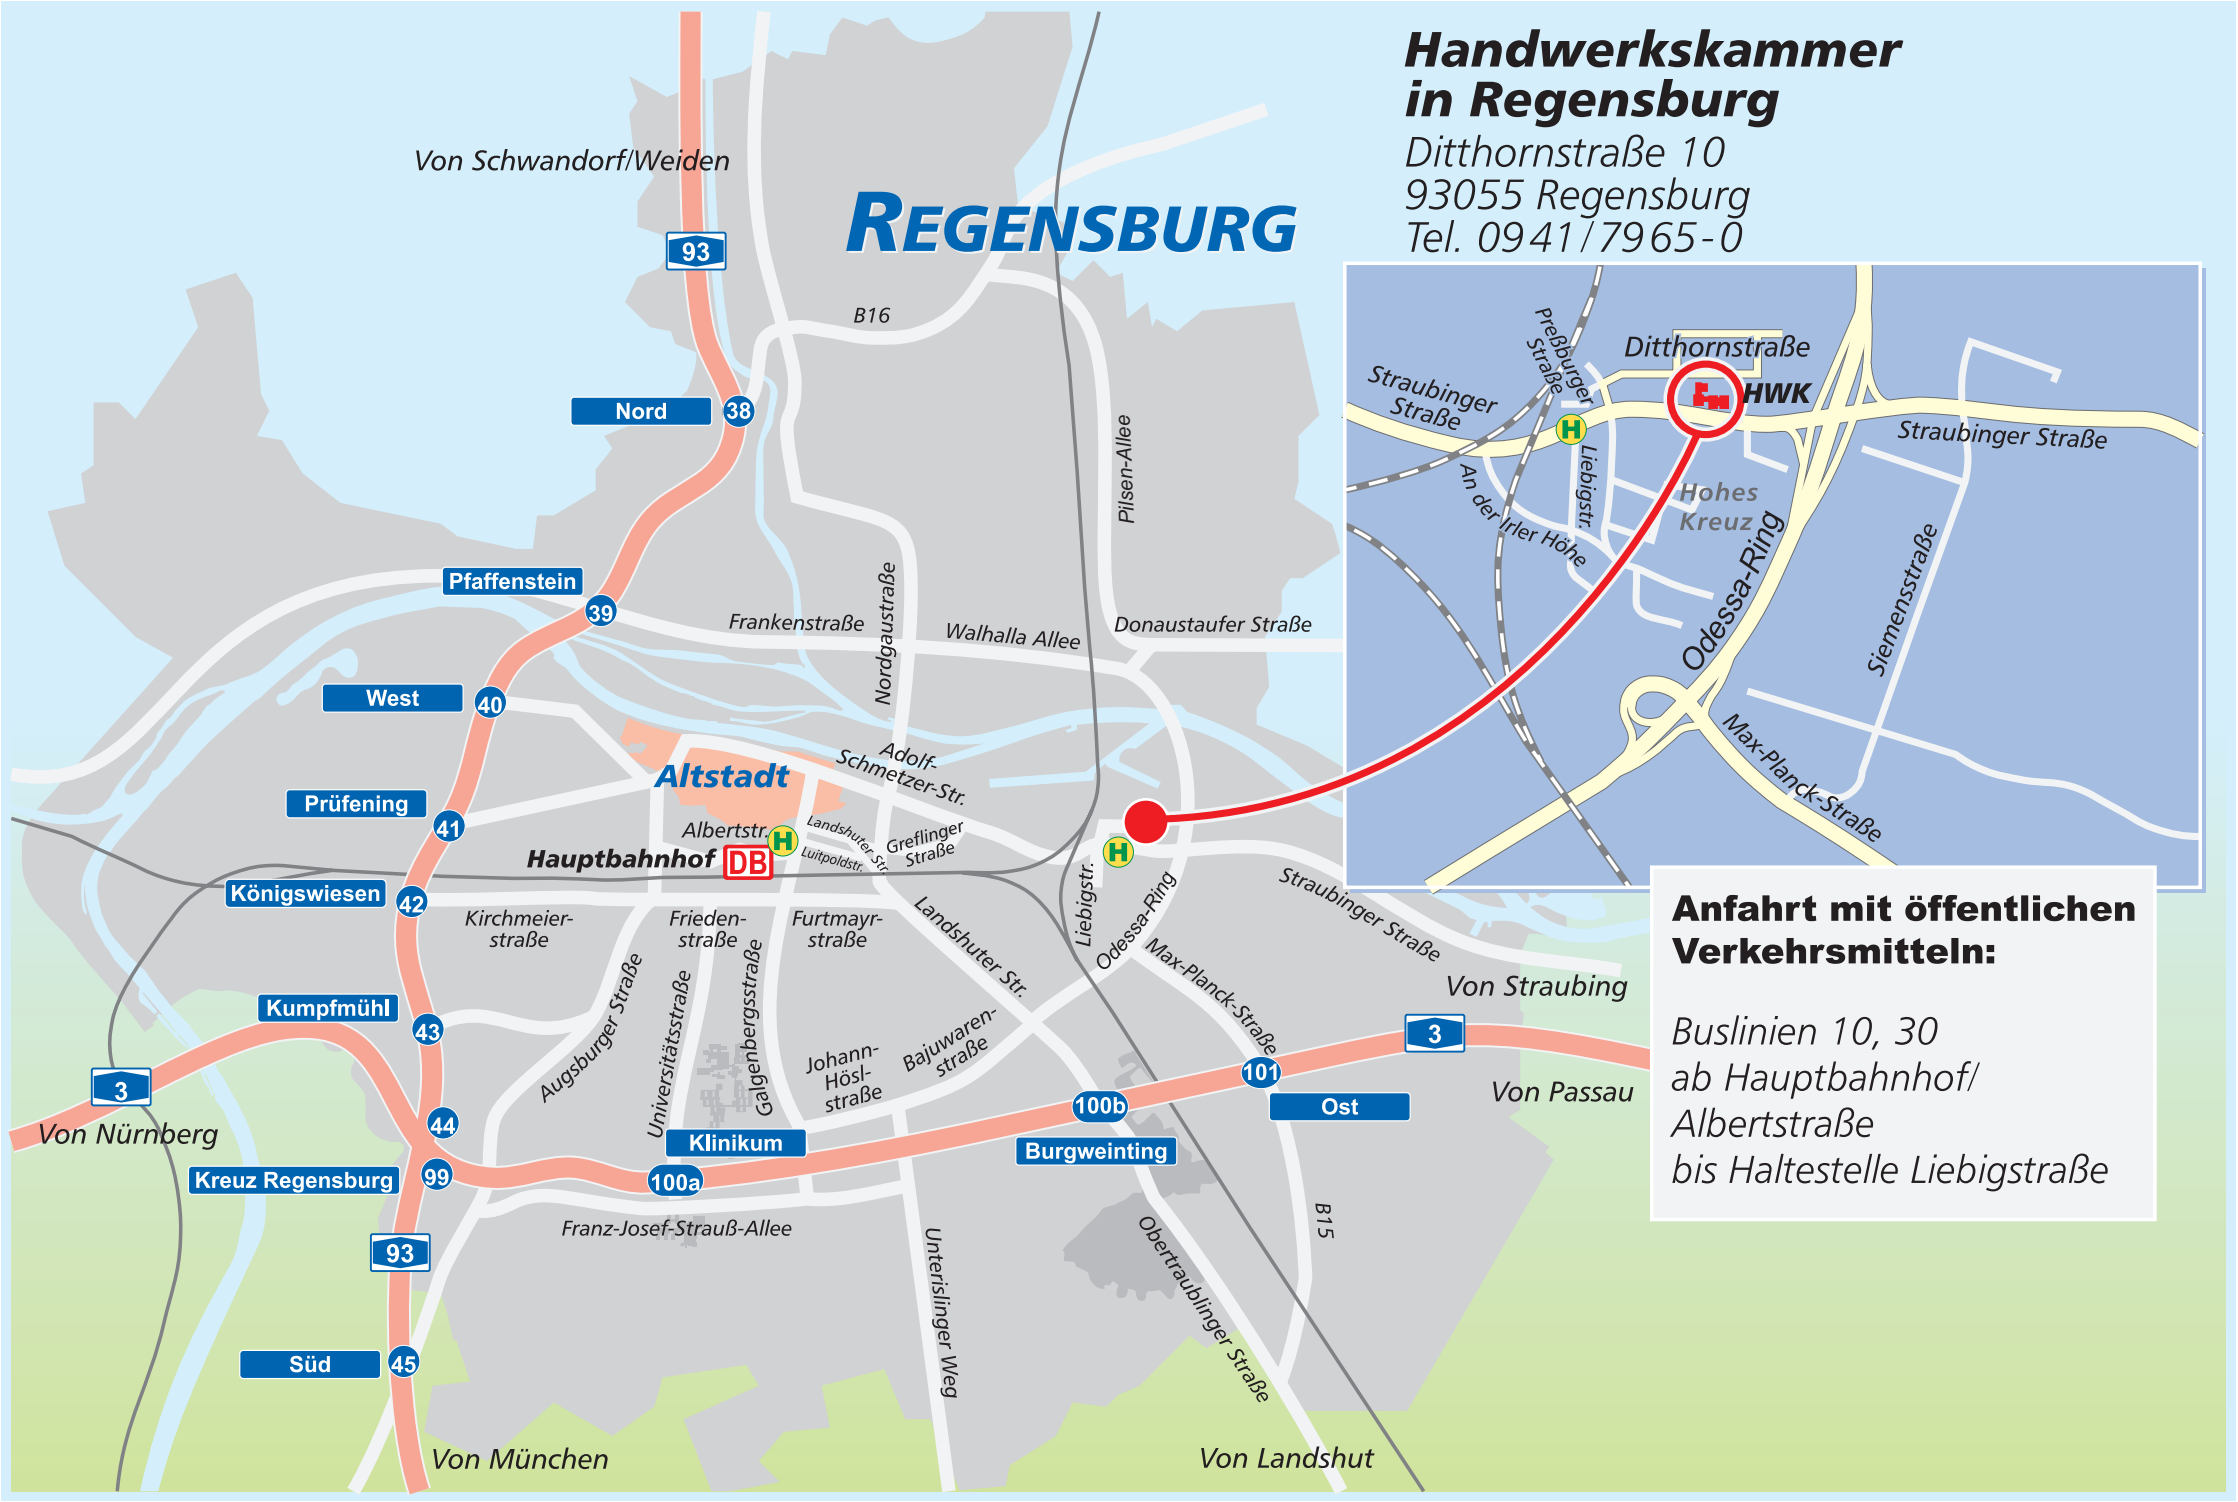 Handwerkskammer
in Regensburg
Ditthornstraße 10
93055 Regensburg
Tel. 0941/7965-0
REGENSBURG
Von Schwandorf/Weiden
93
B16
Nord
38
Pilsen-Allee
Pfaffenstein
39
Frankenstraße
Nordgaustraße
Walhalla Allee
Donaustaufer Straße
West
40
Altstadt
Adolf-
Schmetzer-Str.
Prüfening
41
Albertstr.
H
Landshuter Str.
Luitpoldstr.
Greflinger
Straße
Hauptbahnhof
DB
H
Liebigstr.
Königswiesen
42
Kirchmeier-
straße
Frieden-
straße
Furtmayr-
straße
Landshuter Str.
Odessa-Ring
Straubinger Straße
Max-Planck-Straße
Augsburger Straße
Universitätsstraße
Galgenbergsstraße
Johann-
Hösl-
straße
Bajuwaren-
straße
Kumpfmühl
43
3
Von Nürnberg
44
Kreuz Regensburg
99
Klinikum
100a
100b
Burgweinting
101
Ost
3
Von Straubing
Von Passau
93
Franz-Josef-Strauß-Allee
Unterislinger Weg
Obertraublinger Straße
B15
Süd
45
Von München
Von Landshut
Preßburger
Straße
Ditthornstraße
HWK
Straubinger
Straße
H
Straubinger Straße
Liebigstr.
An der Irler Höhe
Hohes
Kreuz
Odessa-Ring
Siemensstraße
Max-Planck-Straße
Anfahrt mit öffentlichen
Verkehrsmitteln:
Buslinien 10, 30
ab Hauptbahnhof/
Albertstraße
bis Haltestelle Liebigstraße